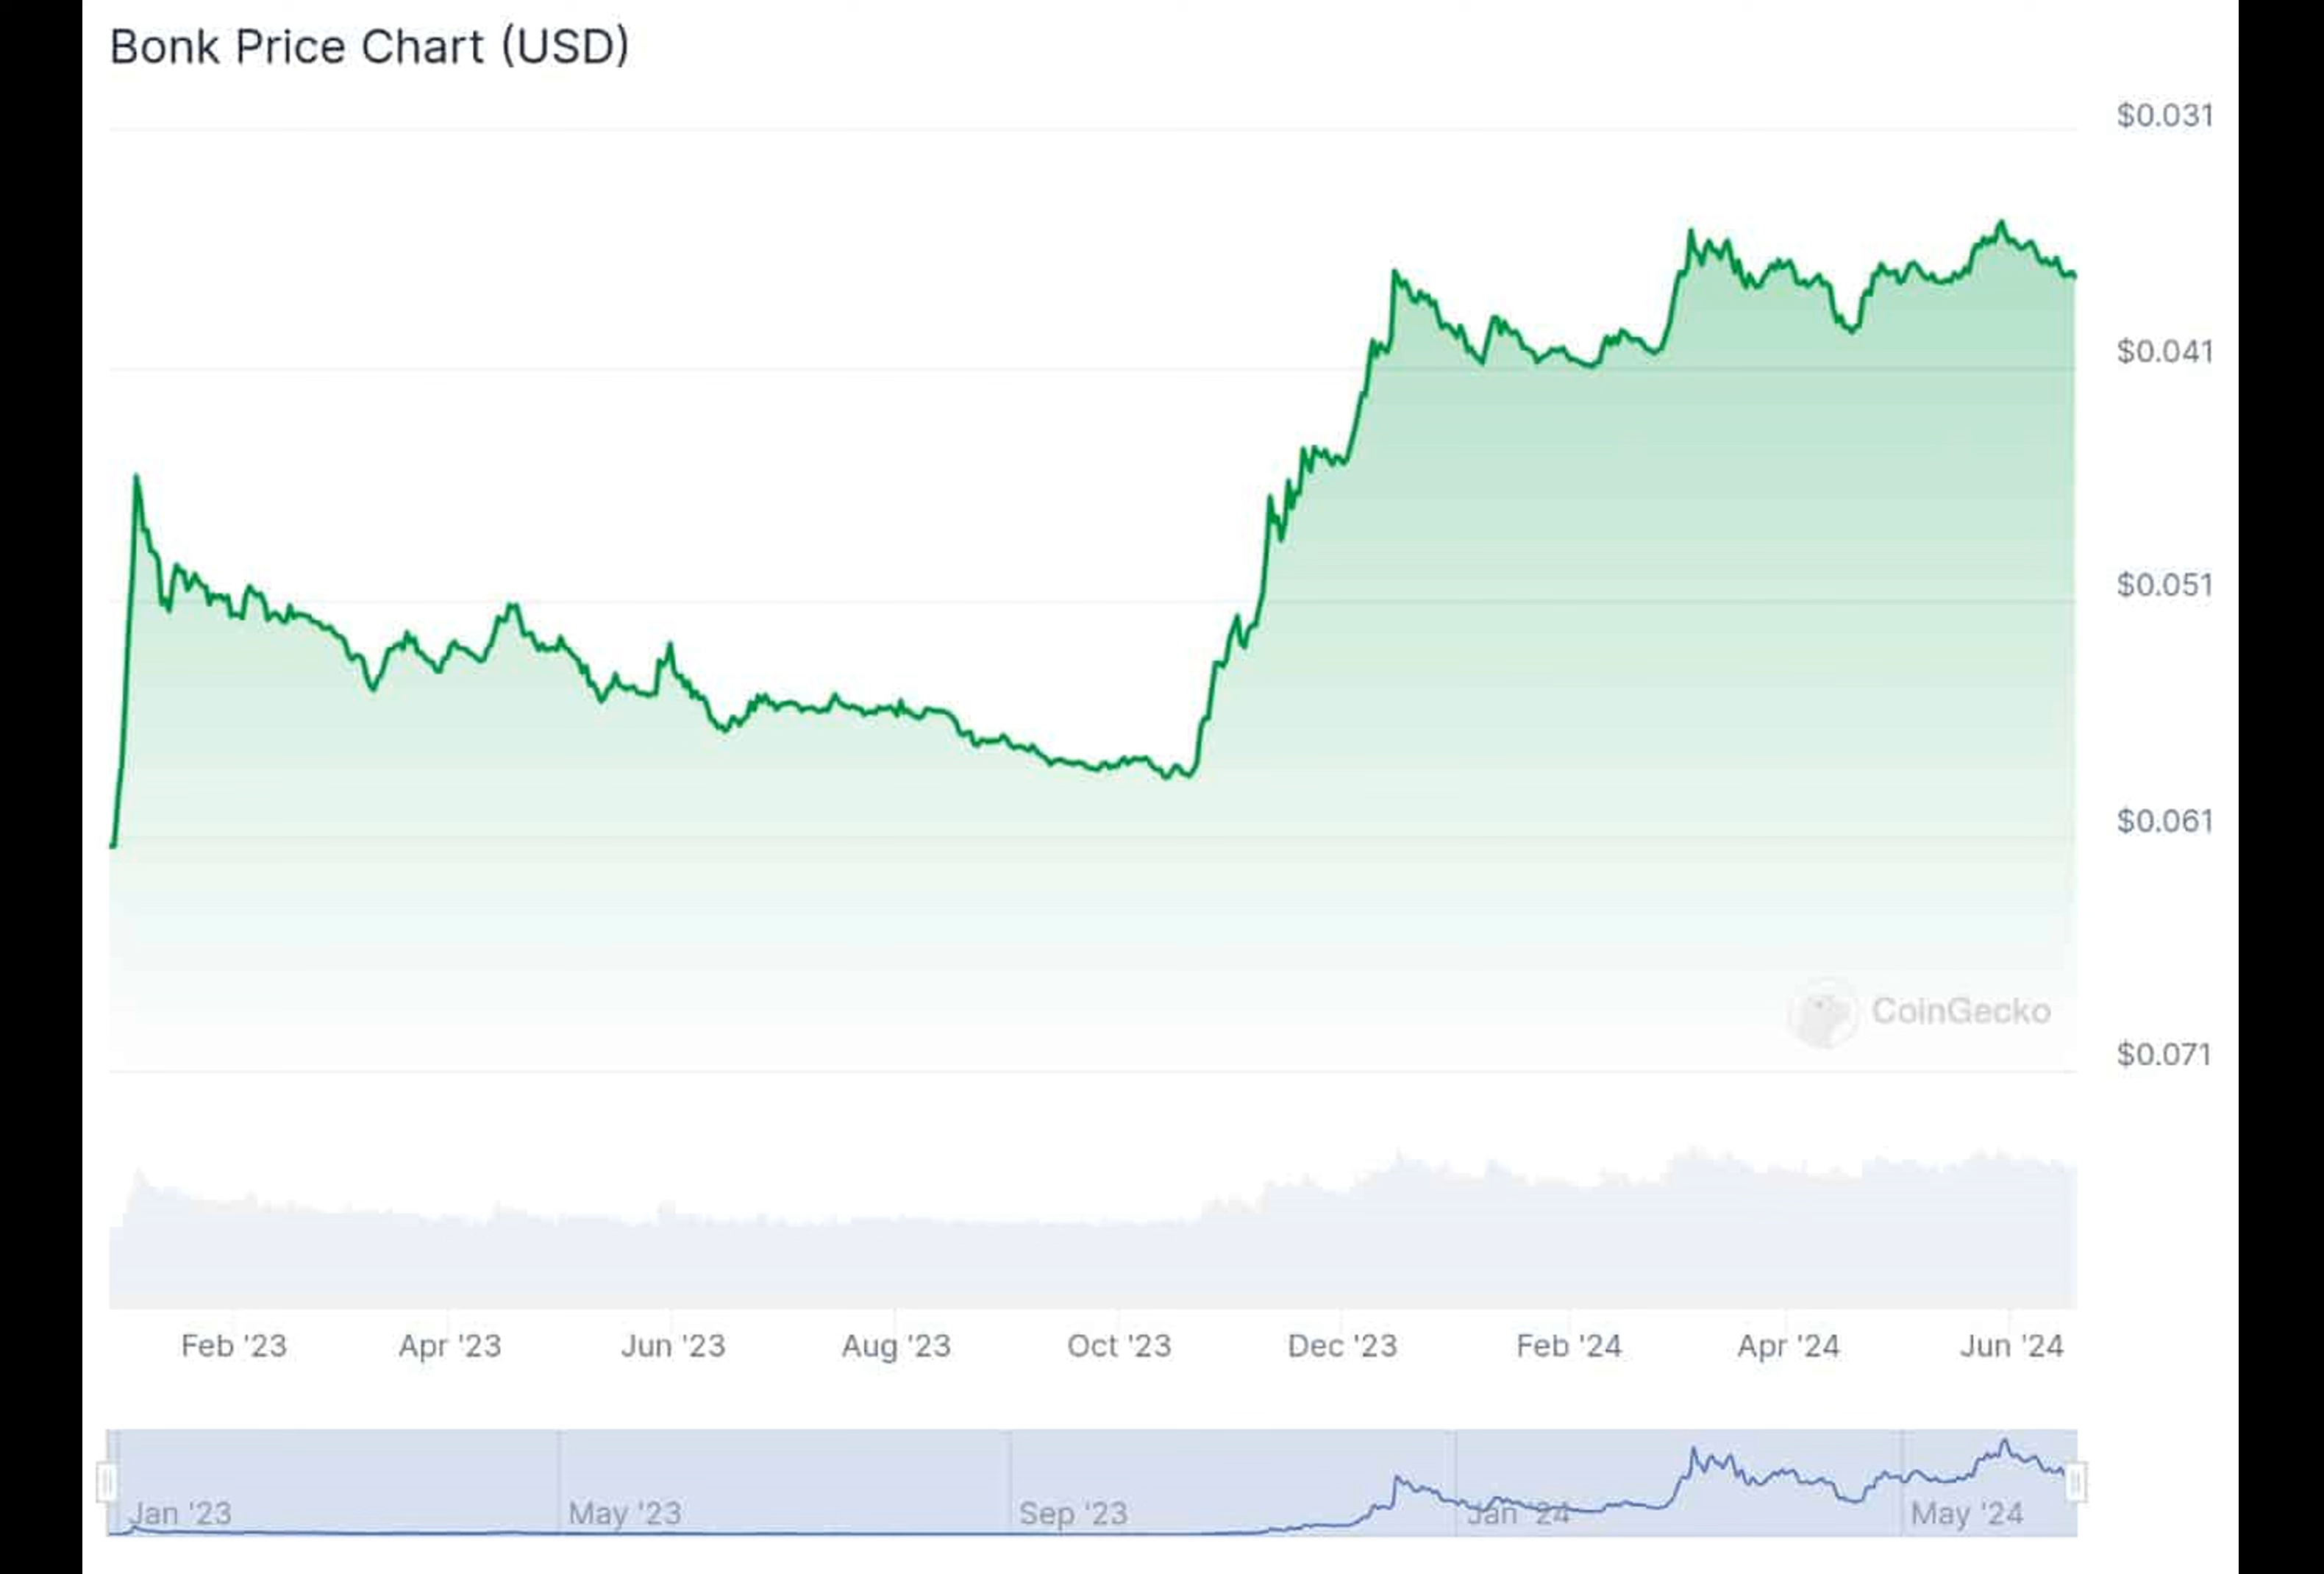 Bonk Price Chart (USD)
$0.031
$0.041
$0.051
$0.061
CoinGecko
$0.071
Feb '23 Apr '23 Jun '23 Aug '23 Oct '23 Dec '23 Feb '24 Apr '24 Jun '24
Jan '23 May '23 Sep '23 Jan '24 May '24